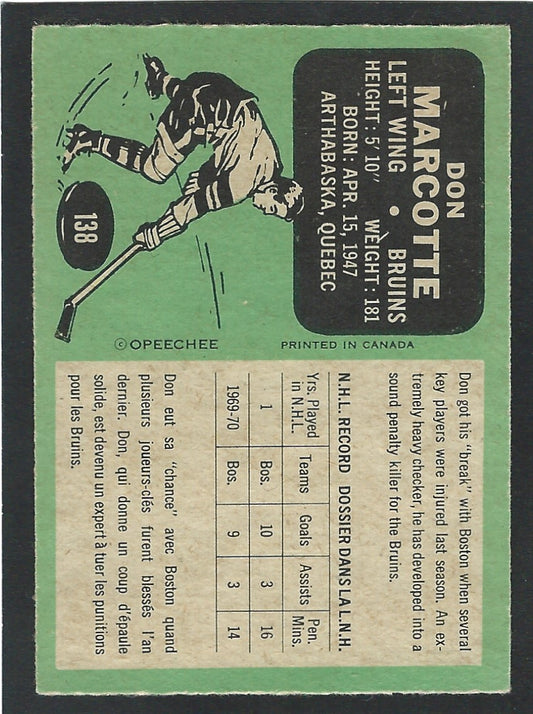 DON
MARCOTTE
LEFT WING • BRUINS
HEIGHT: 5' 10" WEIGHT: 181
BORN: APR. 15, 1947
ARTHABASKA, QUEBEC
138
© OPEECHEE PRINTED IN CANADA
Don got his "break" with Boston when several
key players were injured last season. An ex-
tremely heavy checker, he has developed into a
sound penalty killer for the Bruins.
N.H.L. RECORD DOSSIER DANS LA L.N.H.
Yrs. Played in N.H.L. Teams Goals Assists Pen. Mins.
1 Bos. 10 3 16
1969-70 Bos. 9 3 14
Don eut sa "chance" avec Boston quand
plusieurs joueurs-clés furent blessés l'an
dernier. Don, qui donne un coup d'épaule
solide, est devenu un expert à tuer les punitions
pour les Bruins.